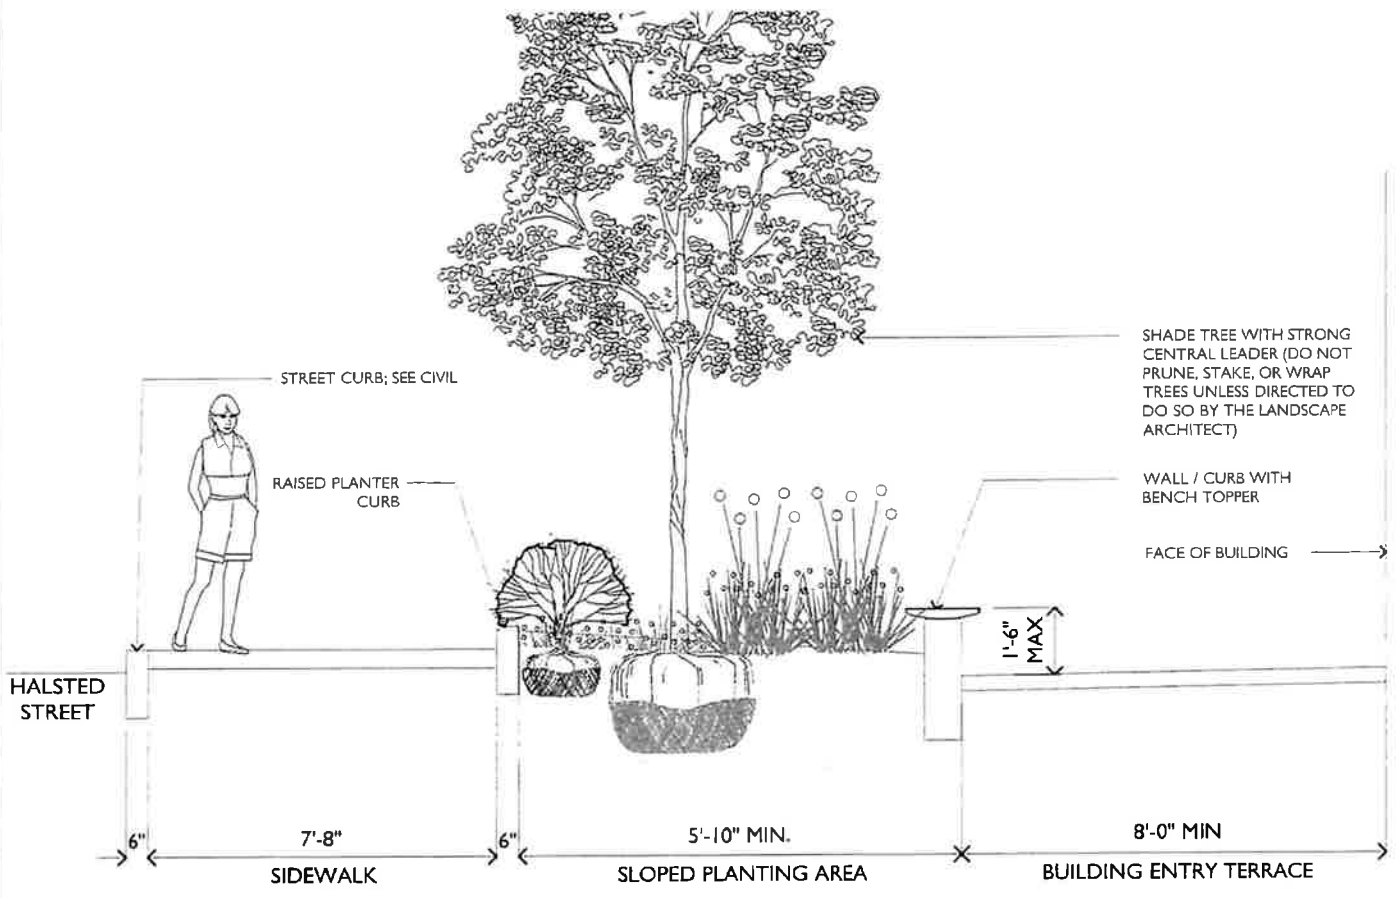 SHADE TREE WITH STRONG
CENTRAL LEADER (DO NOT
PRUNE, STAKE, OR WRAP
TREES UNLESS DIRECTED TO
DO SO BY THE LANDSCAPE
ARCHITECT)
STREET CURB; SEE CIVIL
RAISED PLANTER
CURB
WALL / CURB WITH
BENCH TOPPER
FACE OF BUILDING
1'-6"
MAX
HALSTED
STREET
6"
7'-8"
6"
5'-10" MIN.
8'-0" MIN
SIDEWALK
SLOPED PLANTING AREA
BUILDING ENTRY TERRACE